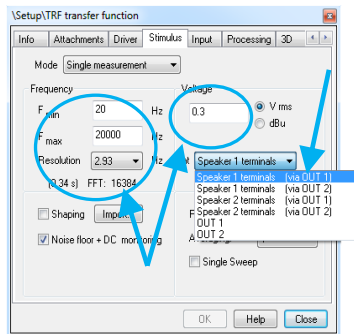 \Setup\TRF transfer function
Info Attachments Driver Stimulus Input Processing 3D
Mode Single measurement
Frequency Voltage
F min 20 Hz 0.3 V rms
dBu
F max 20000 Hz
Resolution 2.93 Hz Speaker 1 terminals
(0.34 s) FFT: 16384
Speaker 1 terminals (via OUT 1)
Speaker 1 terminals (via OUT 2)
Speaker 2 terminals (via OUT 1)
Speaker 2 terminals (via OUT 2)
OUT 1
OUT 2
Shaping
Noise floor + DC monitoring
Single Sweep
OK Help Close